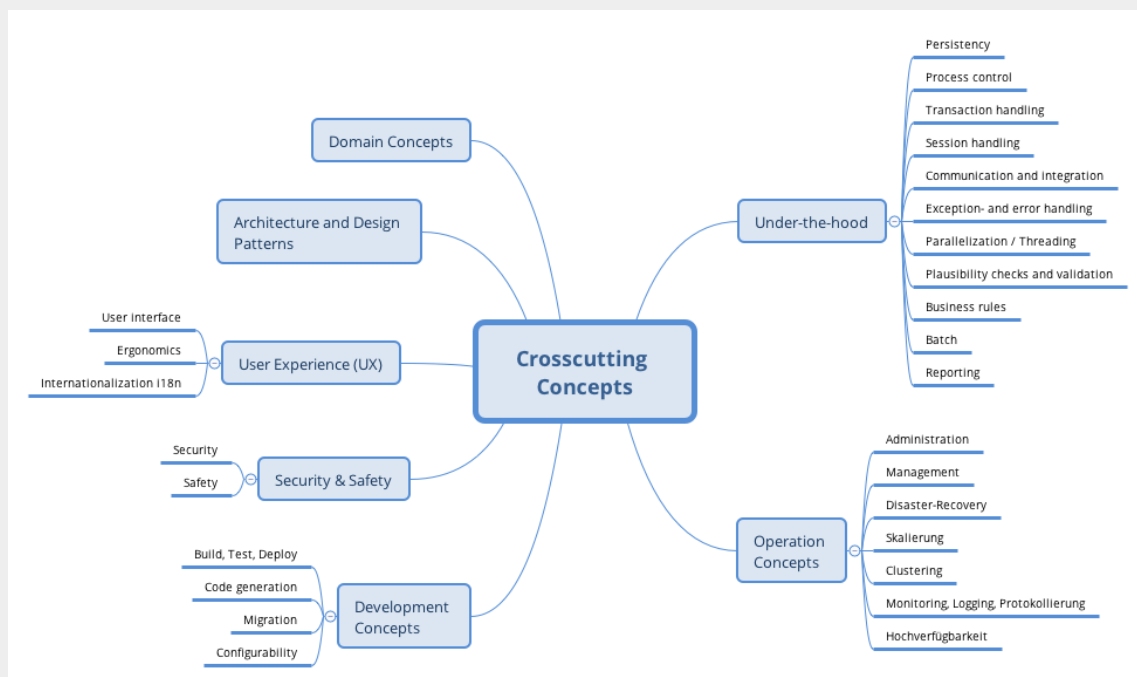 Crosscutting
Concepts
Domain Concepts
Architecture and Design
Patterns
User Experience (UX)
User interface
Ergonomics
Internationalization i18n
Security & Safety
Security
Safety
Development
Concepts
Build, Test, Deploy
Code generation
Migration
Configurability
Under-the-hood
Persistency
Process control
Transaction handling
Session handling
Communication and integration
Exception- and error handling
Parallelization / Threading
Plausibility checks and validation
Business rules
Batch
Reporting
Operation
Concepts
Administration
Management
Disaster-Recovery
Skalierung
Clustering
Monitoring, Logging, Protokollierung
Hochverfügbarkeit